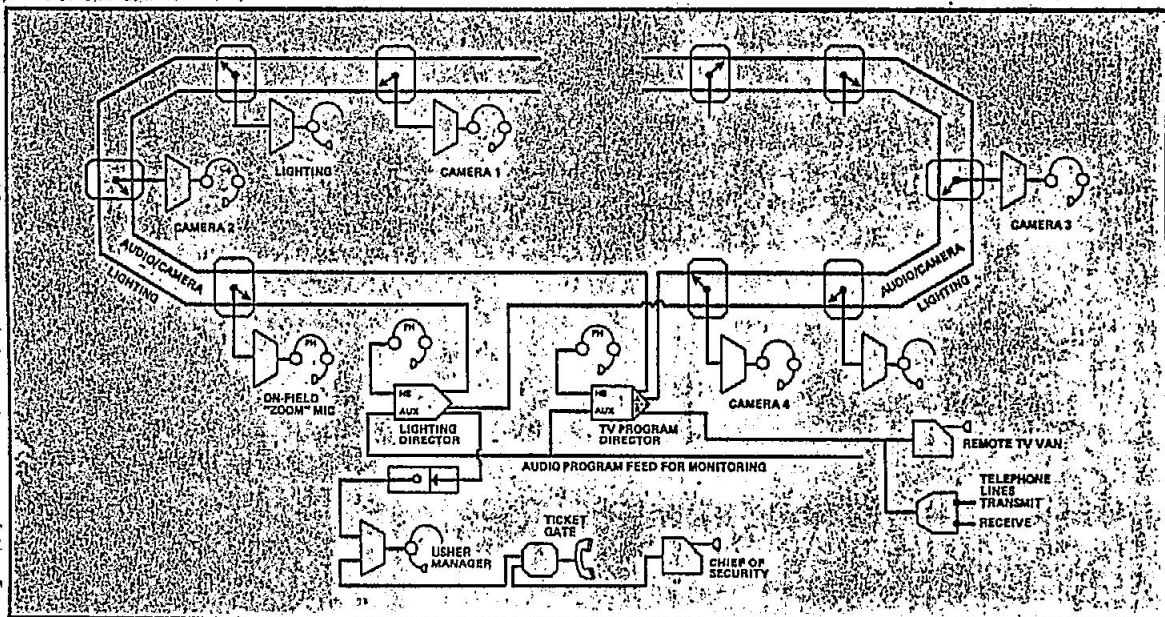 LIGHTING
CAMERA 1
CAMERA 2
CAMERA 3
AUDIO/CAMERA
LIGHTING
AUDIO/CAMERA
LIGHTING
PH
PH
ON-FIELD
"ZOOM" MIC
HS
AUX
LIGHTING
DIRECTOR
HS
AUX
TV PROGRAM
DIRECTOR
CAMERA 4
REMOTE TV VAN
AUDIO PROGRAM FEED FOR MONITORING
TELEPHONE
LINES
TRANSMIT
RECEIVE
USHER
MANAGER
TICKET
GATE
CHIEF OF
SECURITY